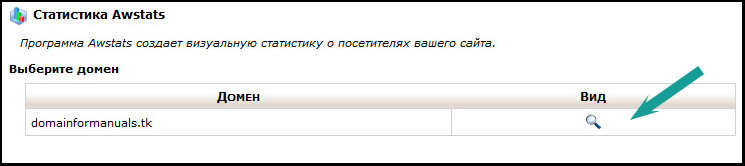 Статистика Awstats
Программа Awstats создает визуальную статистику о посетителях вашего сайта.
Выберите домен
Домен Вид
domainformanuals.tk